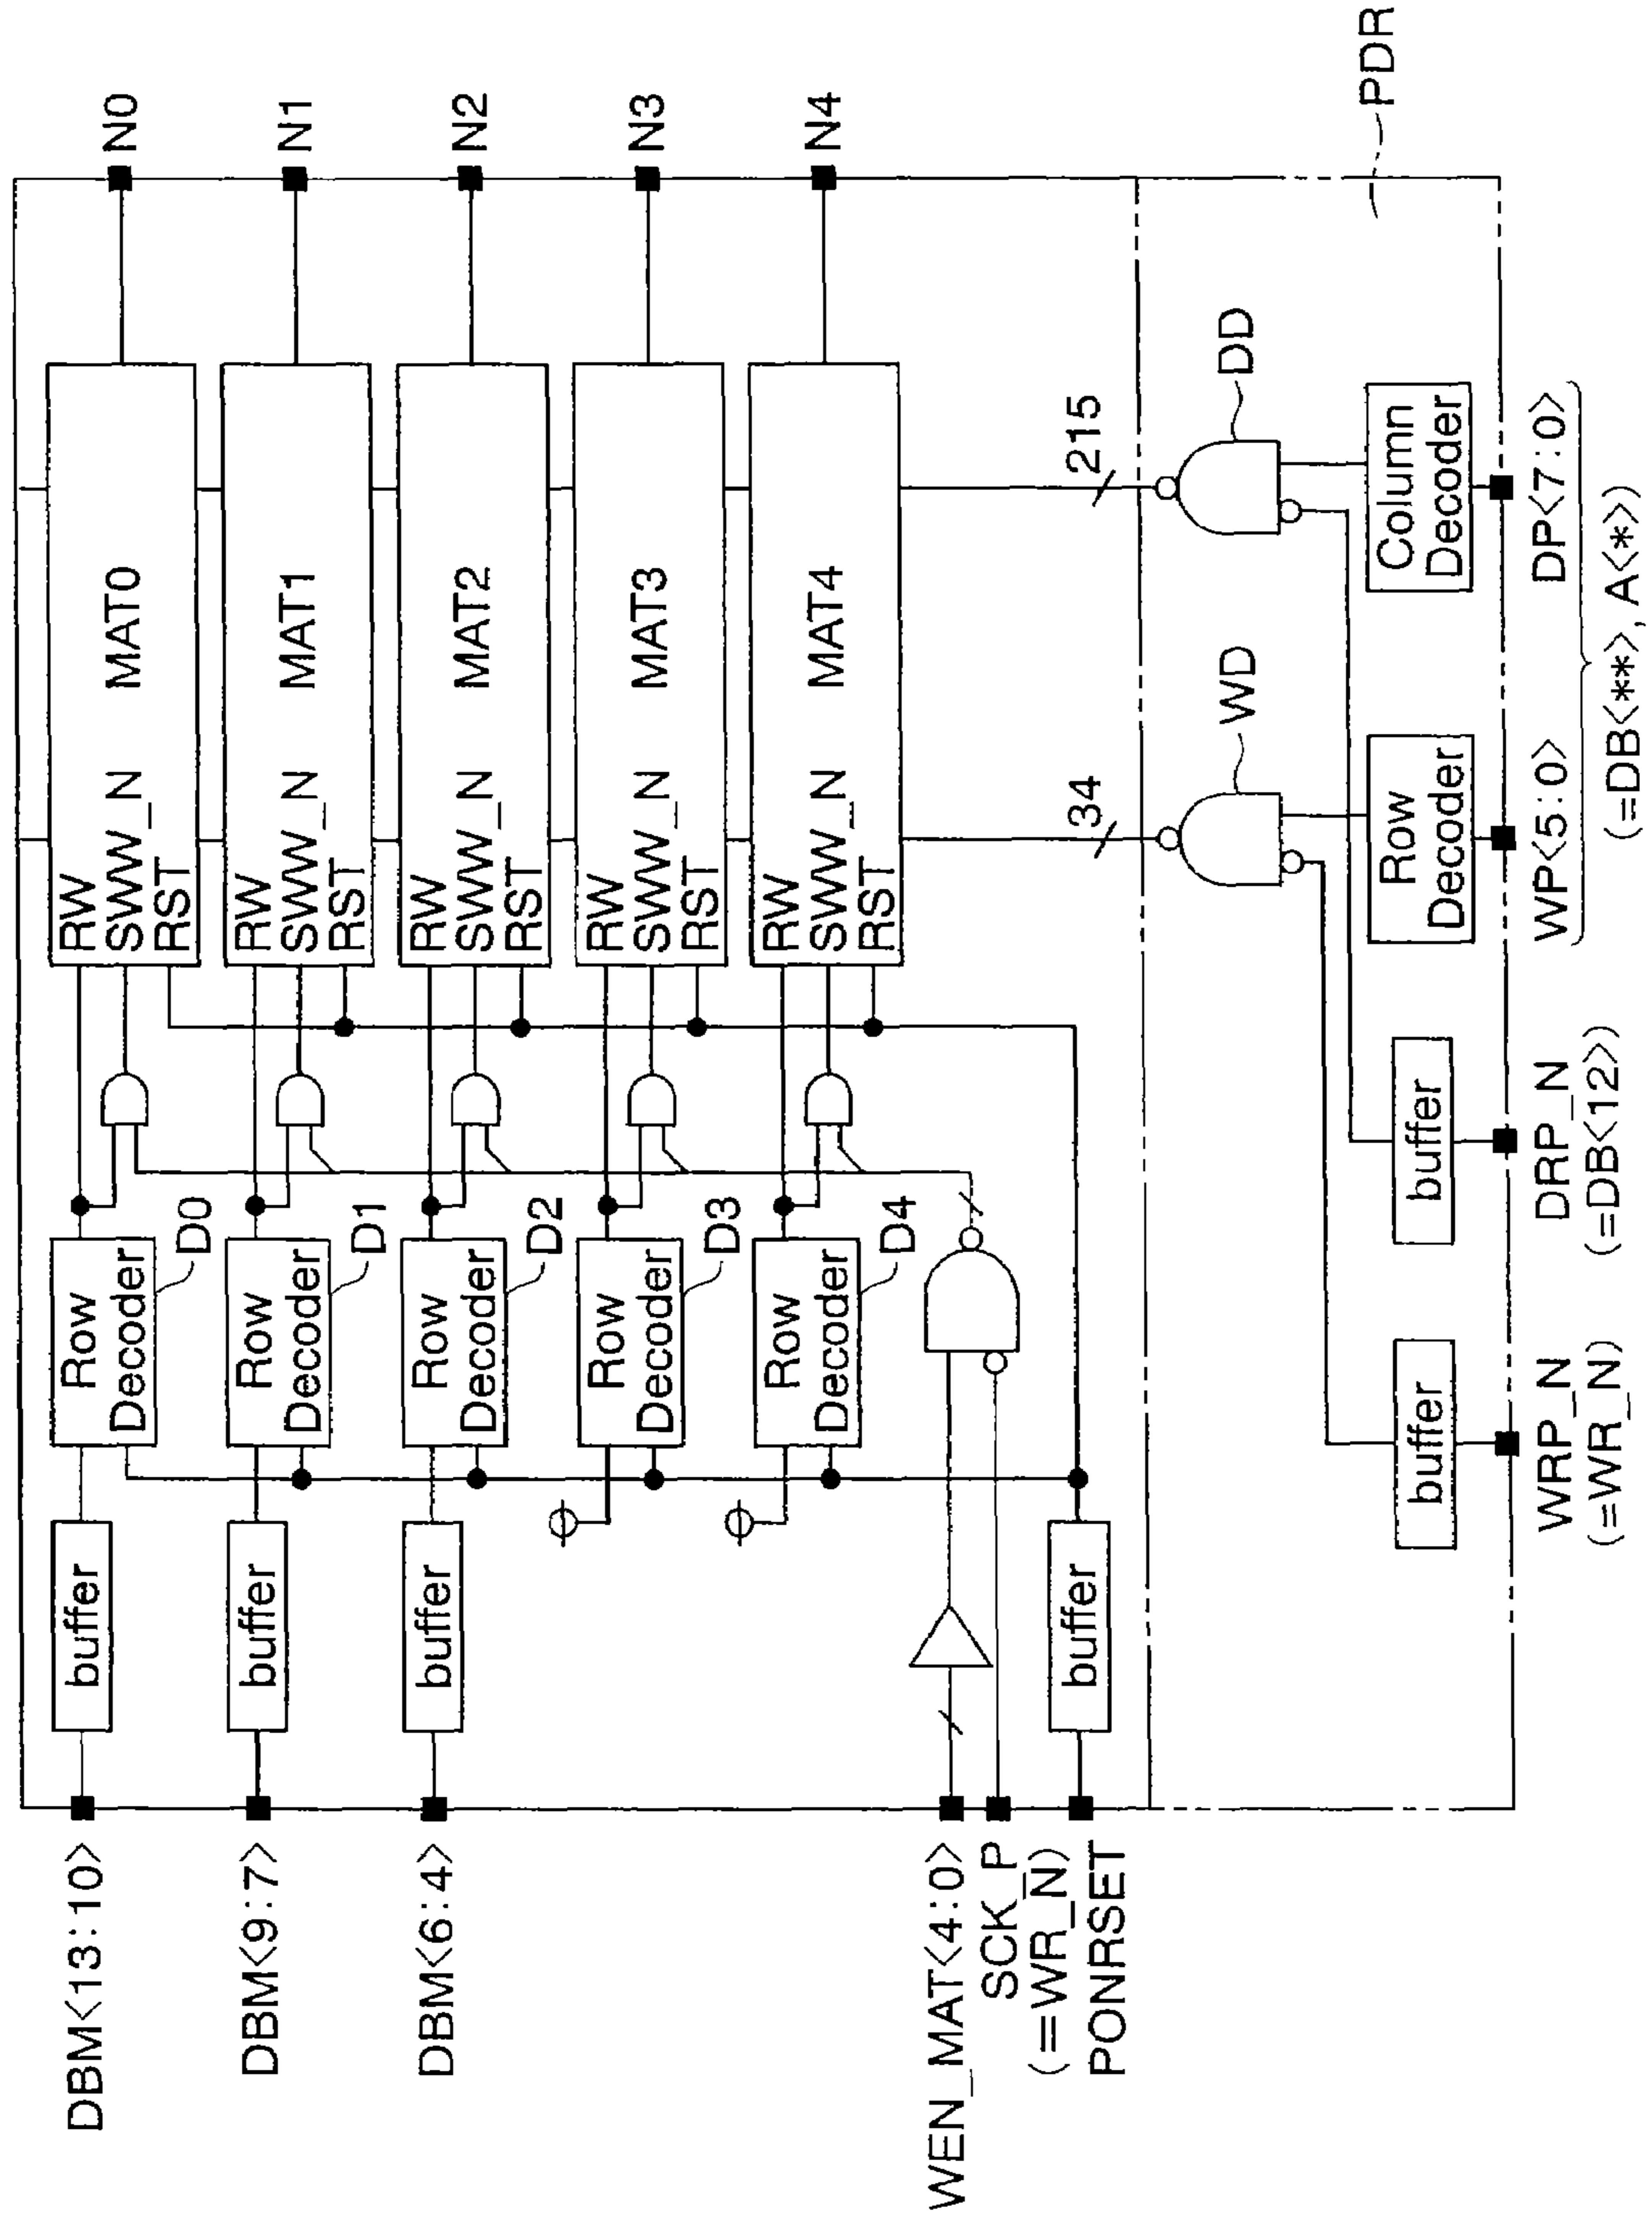 DBM<13:10>
buffer
Row
Decoder
D0
RW
SWW_N
RST
MAT0
N0
DBM<9:7>
buffer
Row
Decoder
D1
RW
SWW_N
RST
MAT1
N1
DBM<6:4>
buffer
Row
Decoder
D2
RW
SWW_N
RST
MAT2
N2
Row
Decoder
D3
RW
SWW_N
RST
MAT3
N3
Row
Decoder
D4
RW
SWW_N
RST
MAT4
N4
WEN_MAT<4:0>
SCK_P
(=WR_N)
PONRSET
buffer
34
215
WD
DD
PDR
buffer
buffer
Row
Decoder
Column
Decoder
WRP_N
(=WR_N)
DRP_N
(=DB<12>)
WP<5:0>
DP<7:0>
(=DB<**>, A<*>)